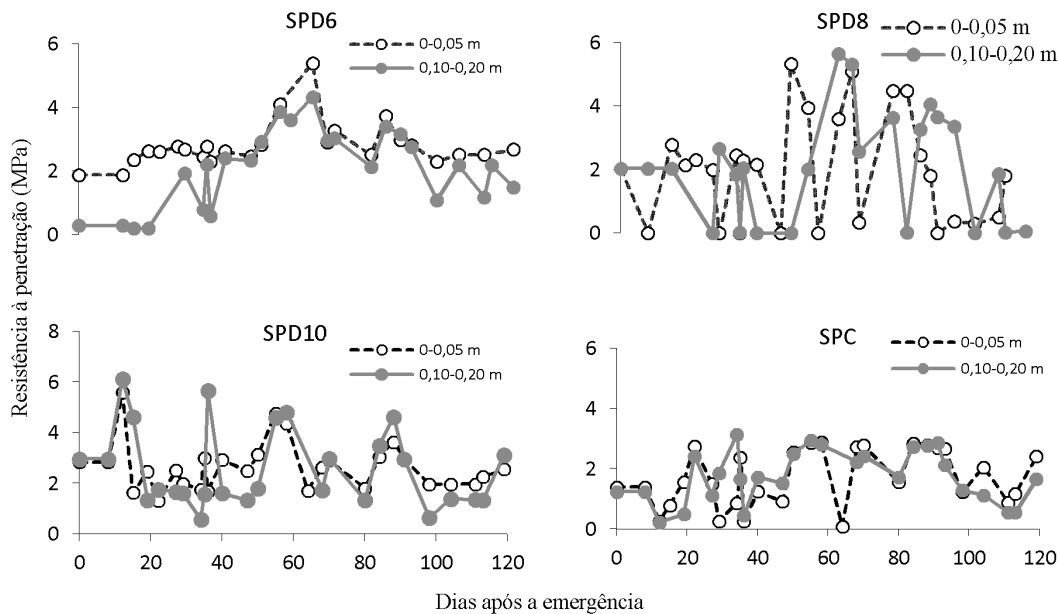 SPD6
0-0,05 m
0,10-0,20 m
6
4
2
0
SPD8
0-0,05 m
0,10-0,20 m
6
4
2
0
Resistência à penetração (MPa)
SPD10
0-0,05 m
0,10-0,20 m
8
6
4
2
0
0 20 40 60 80 100 120
SPC
0-0,05 m
0,10-0,20 m
6
4
2
0
0 20 40 60 80 100 120
Dias após a emergência